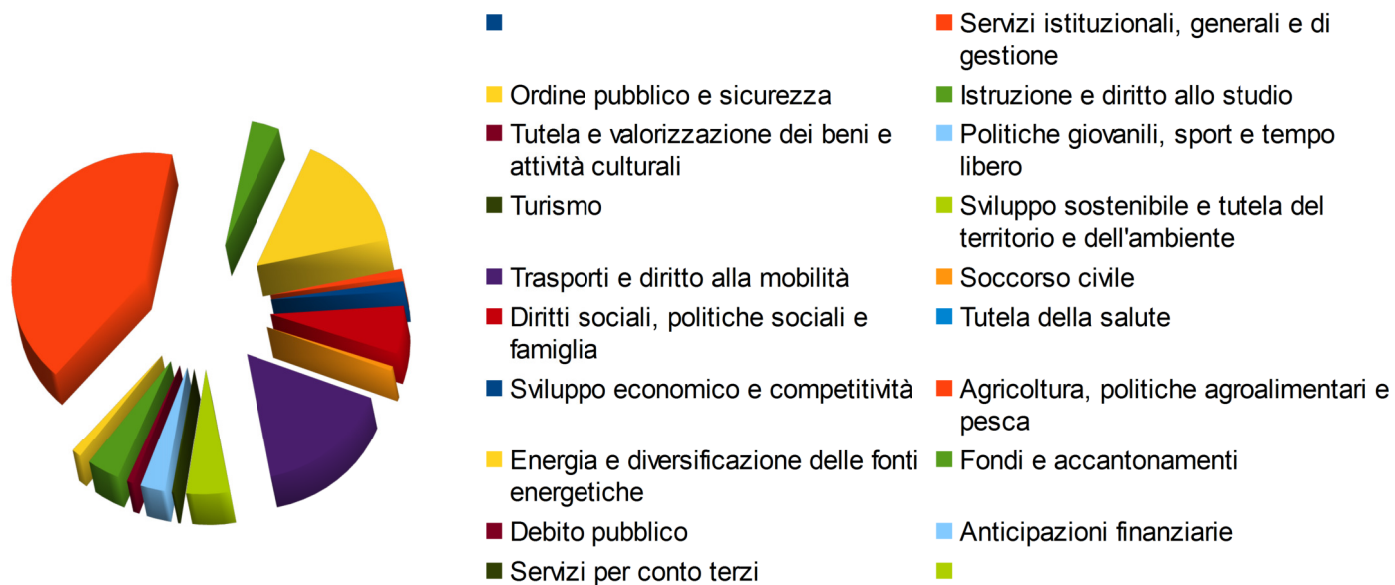 Servizi istituzionali, generali e di
gestione
Ordine pubblico e sicurezza
Istruzione e diritto allo studio
Tutela e valorizzazione dei beni e
attività culturali
Politiche giovanili, sport e tempo
libero
Turismo
Sviluppo sostenibile e tutela del
territorio e dell'ambiente
Trasporti e diritto alla mobilità
Soccorso civile
Diritti sociali, politiche sociali e
famiglia
Tutela della salute
Sviluppo economico e competitività
Agricoltura, politiche agroalimentari e
pesca
Energia e diversificazione delle fonti
energetiche
Fondi e accantonamenti
Debito pubblico
Anticipazioni finanziarie
Servizi per conto terzi